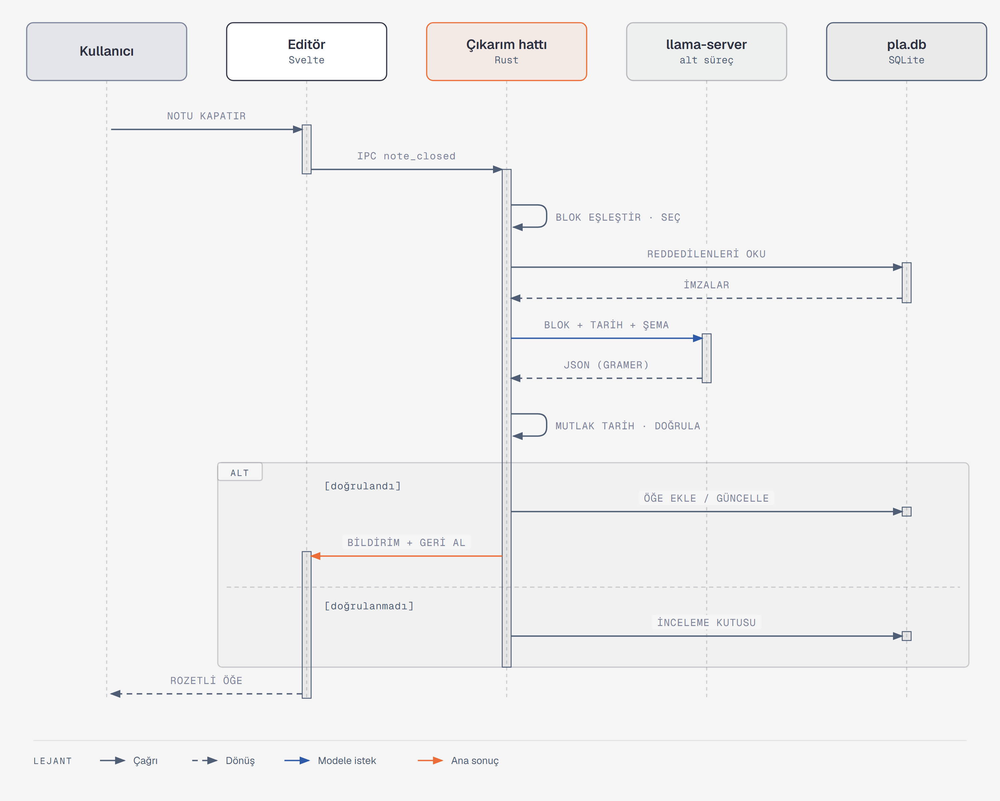 Kullanıcı
Editör
Svelte
Çıkarım hattı
Rust
llama-server
alt süreç
pla.db
SQLite
NOTU KAPATIR
IPC note_closed
BLOK EŞLEŞTİR · SEÇ
REDDEDİLENLERİ OKU
İMZALAR
BLOK + TARİH + ŞEMA
JSON (GRAMER)
MUTLAK TARİH · DOĞRULA
ALT
[doğrulandı]
ÖĞE EKLE / GÜNCELLE
BİLDİRİM + GERİ AL
[doğrulanmadı]
İNCELEME KUTUSU
ROZETLİ ÖĞE
LEJANT
Çağrı
Dönüş
Modele istek
Ana sonuç